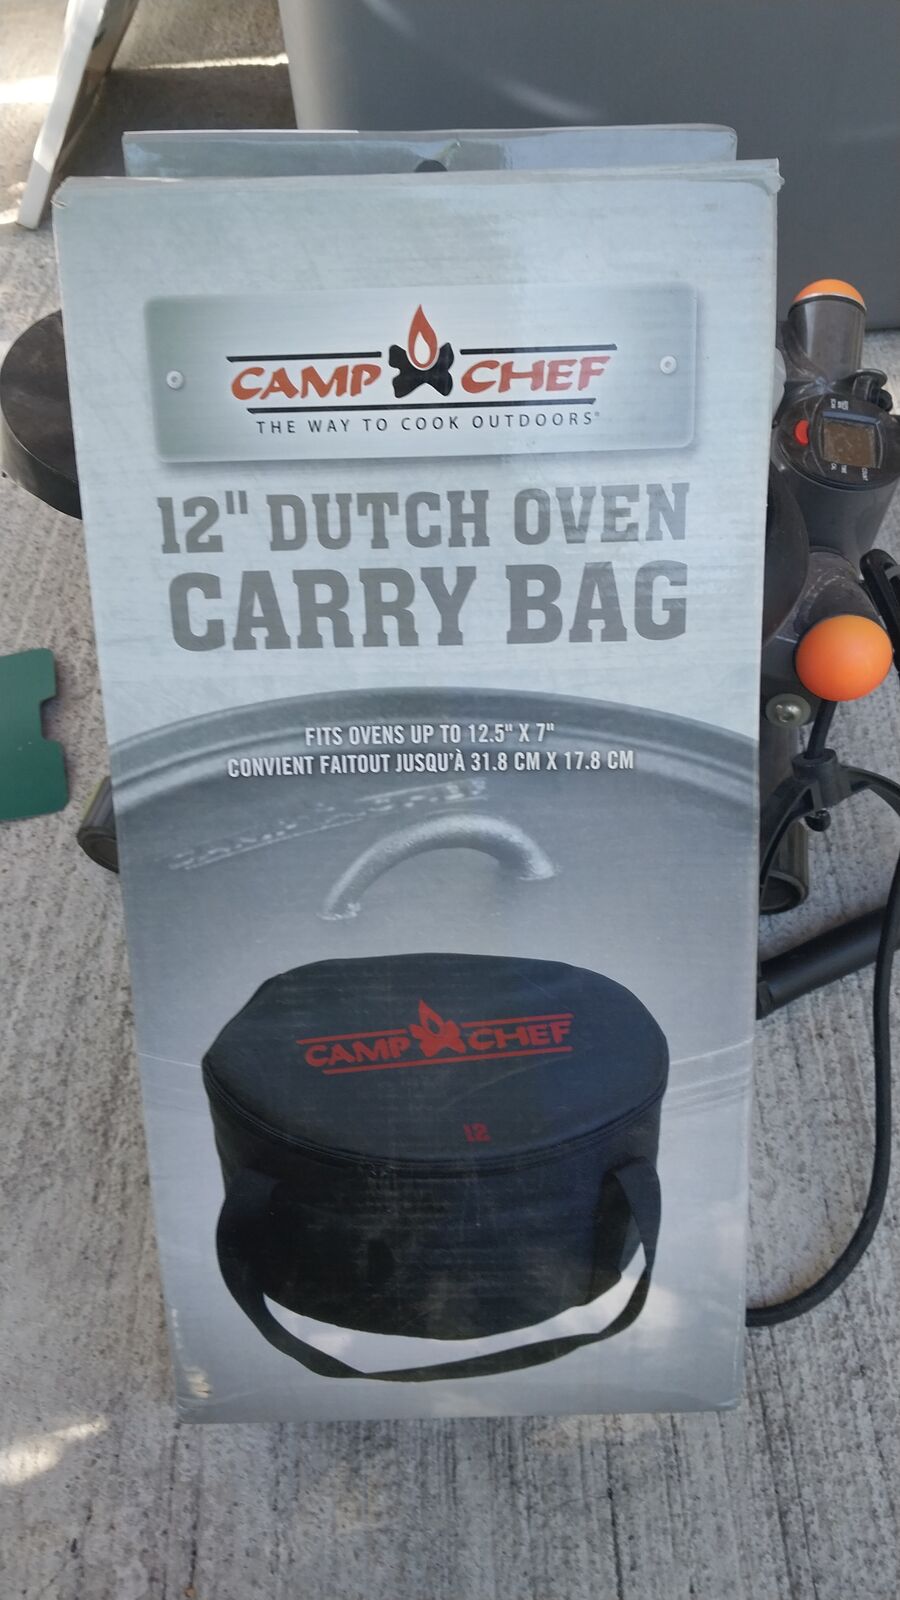 CAMP CHEF
THE WAY TO COOK OUTDOORS®
12" DUTCH OVEN
CARRY BAG
FITS OVENS UP TO 12.5" X 7"
CONVIENT FAITOUT JUSQU'À 31.8 CM X 17.8 CM
CAMP CHEF
12